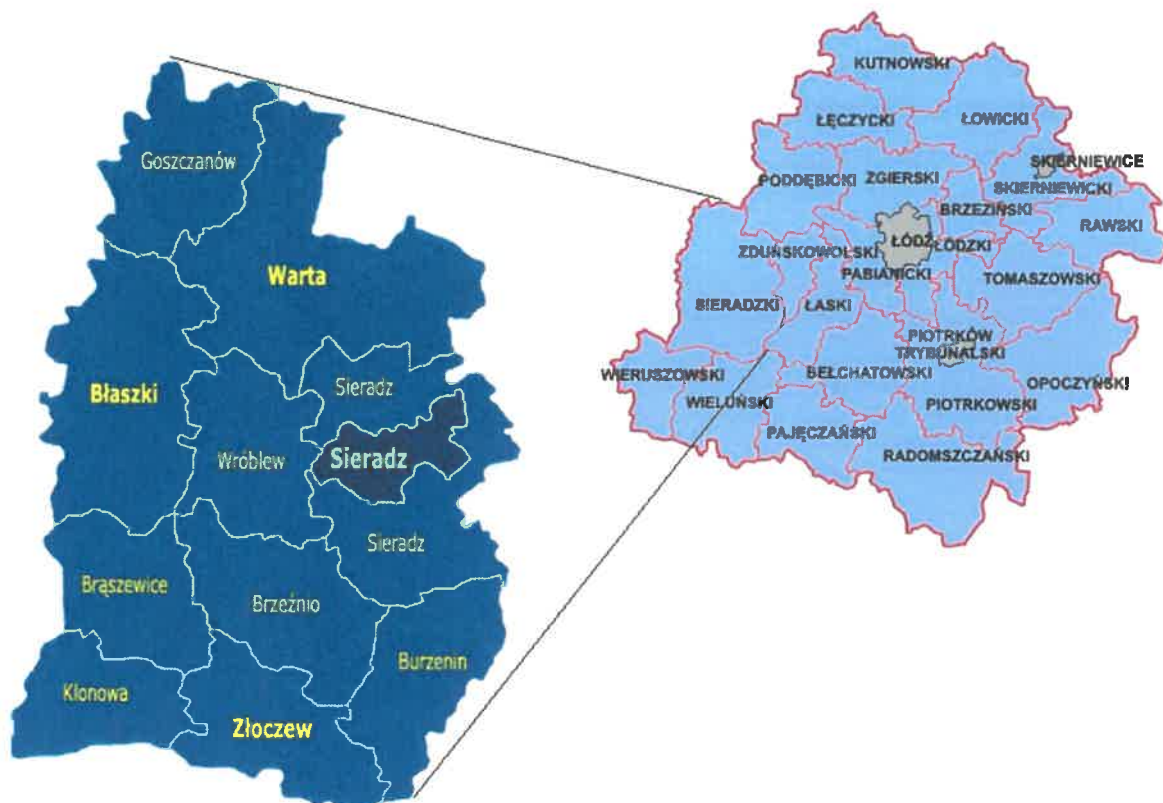 Goszczanów
Warta
Błaszki
Sieradz
Wróblew
Sieradz
Sieradz
Brąszewice
Brzeźnio
Burzenin
Klonowa
Złoczew
KUTNOWSKI
ŁĘCZYCKI
ŁOWICKI
SKIERNIEWICE
PODDĘBICKI
ZGIERSKI
SKIERNIEWICKI
BRZEZIŃSKI
RAWSKI
ZDUŃSKOWOLSKI
ŁÓDŹ
ŁÓDZKI
PABIANICKI
TOMASZOWSKI
SIERADZKI
ŁASKI
PIOTRKÓW
TRYBUNALSKI
WIERUSZOWSKI
BEŁCHATOWSKI
OPOCZYŃSKI
WIELUŃSKI
PIOTRKOWSKI
PAJĘCZAŃSKI
RADOMSZCZAŃSKI